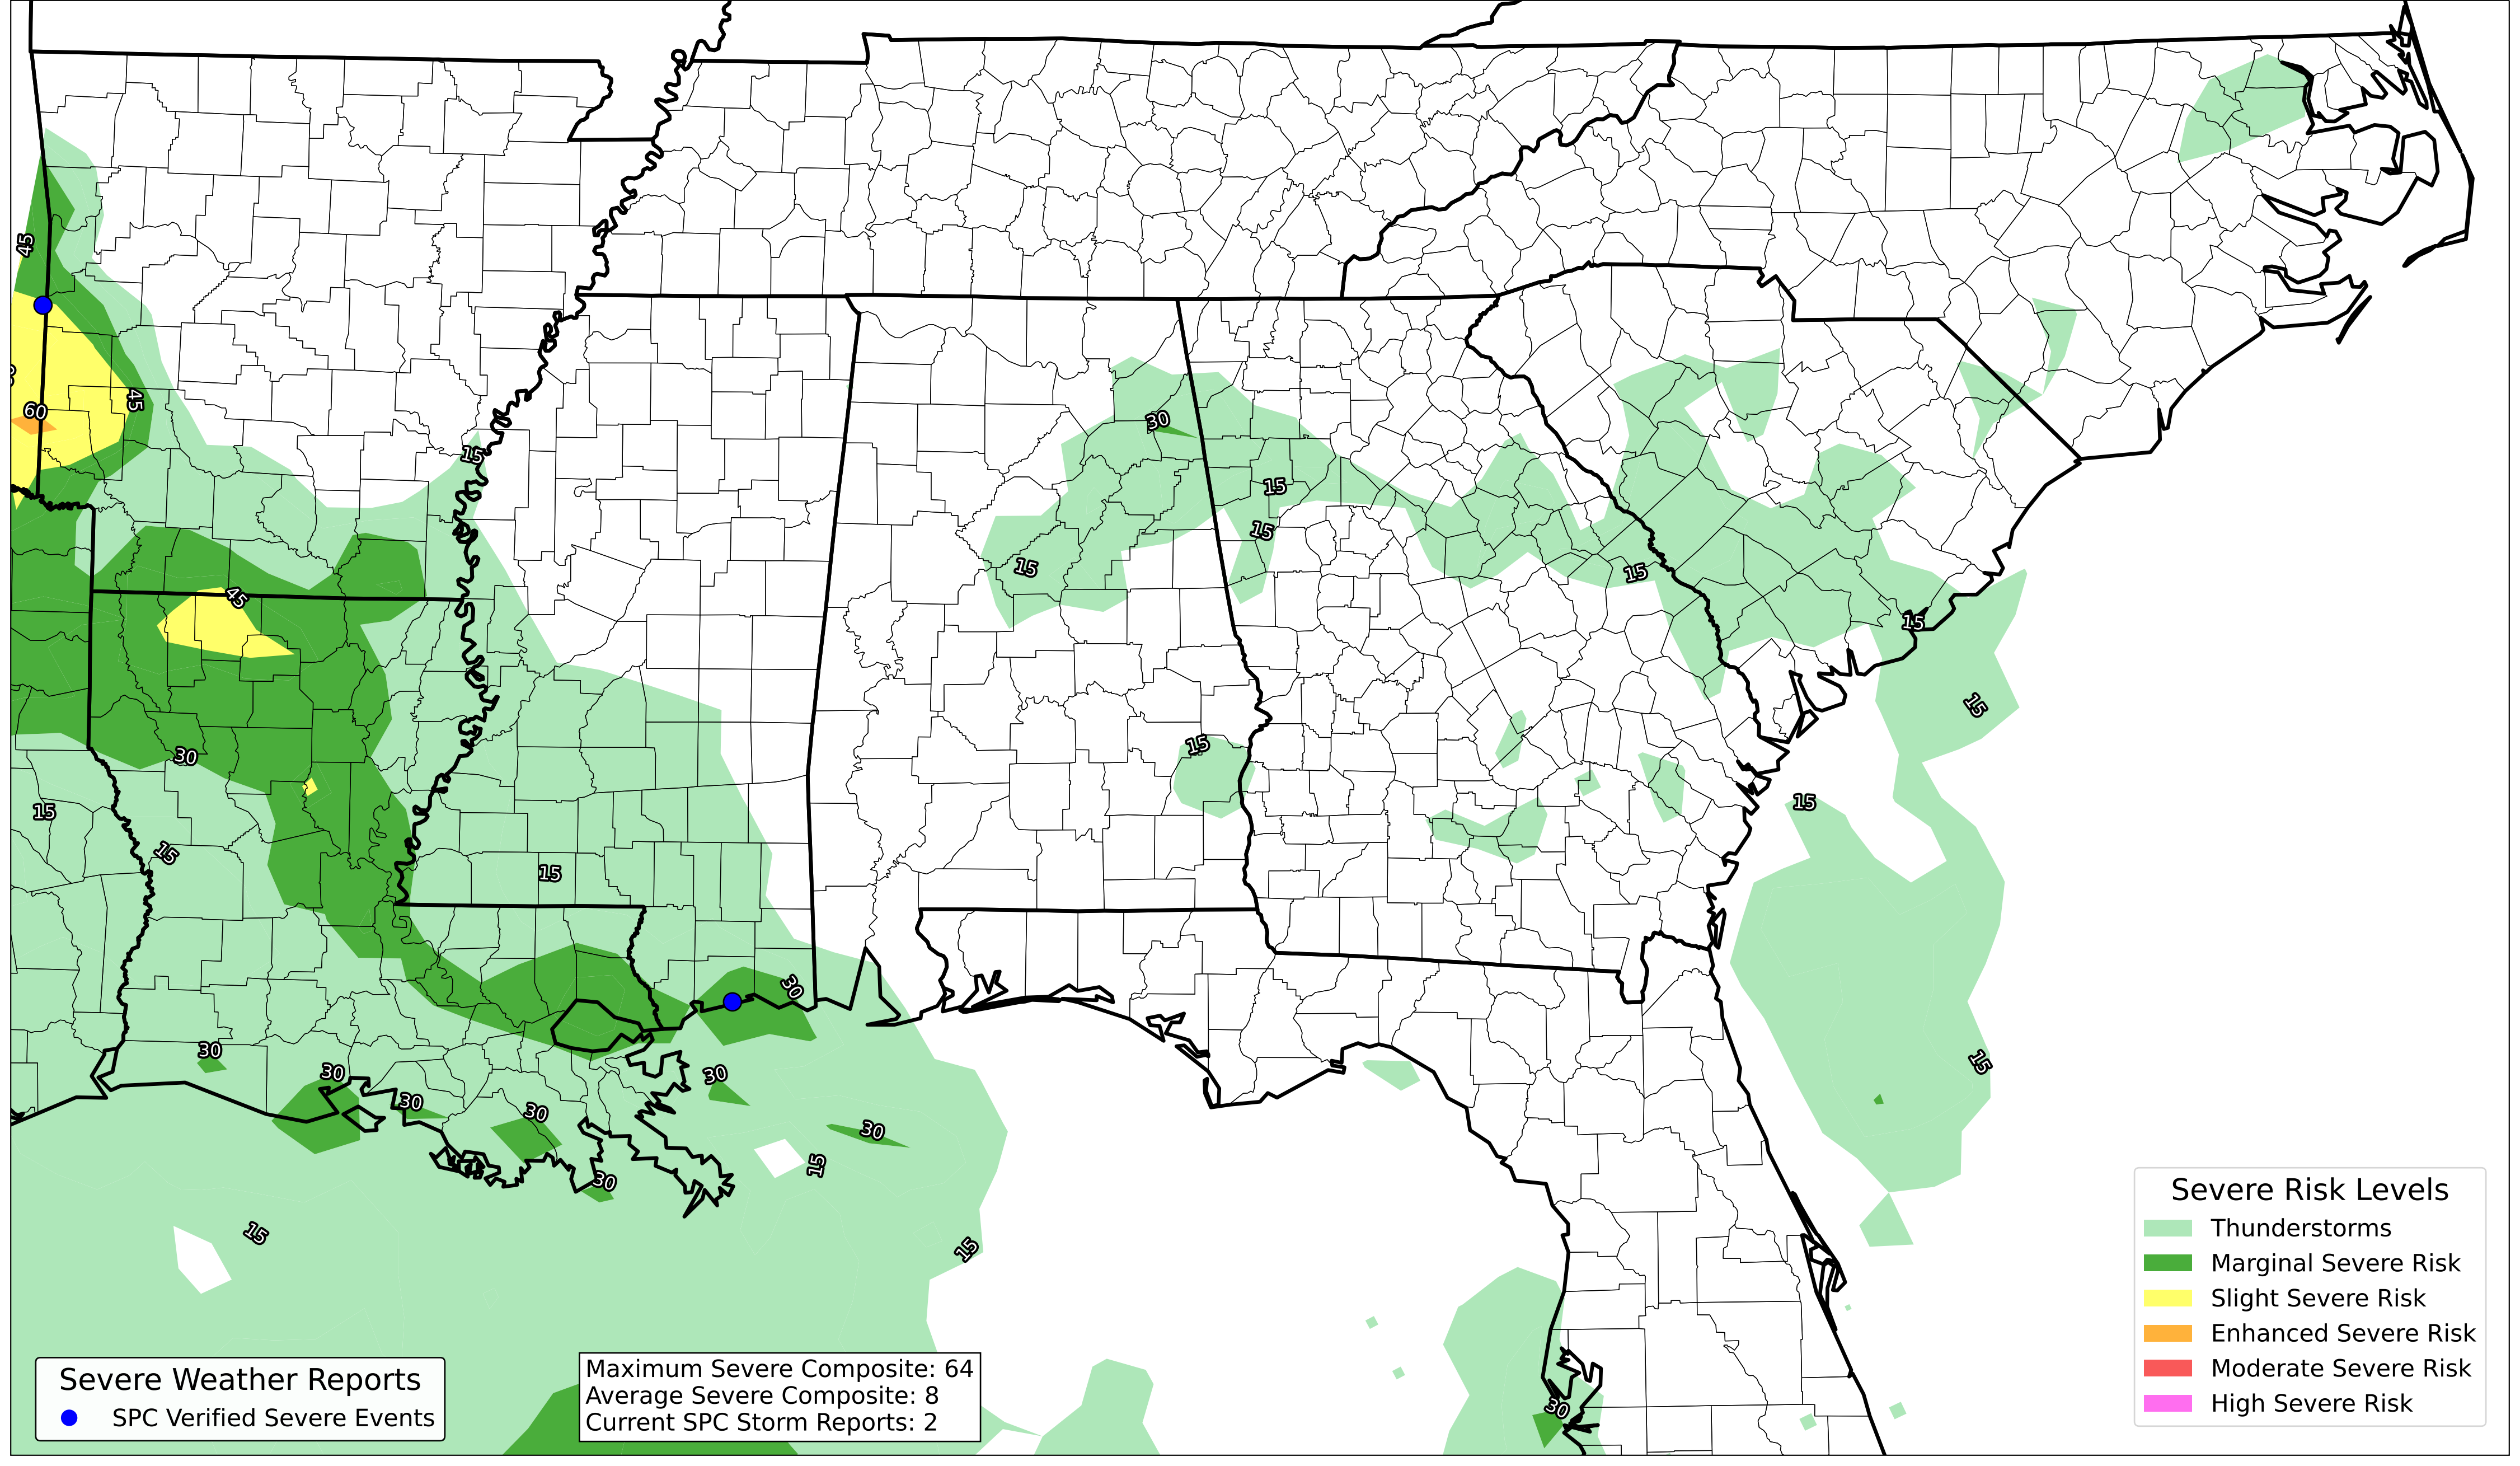 45
60
45
15
30
15
15
15
15
45
15
15
15
30
15
15
15
15
30
30
30
30
30
30
30
15
15
30
15
15
30
Severe Risk Levels
Thunderstorms
Marginal Severe Risk
Slight Severe Risk
Enhanced Severe Risk
Moderate Severe Risk
High Severe Risk
Severe Weather Reports
SPC Verified Severe Events
Maximum Severe Composite: 64
Average Severe Composite: 8
Current SPC Storm Reports: 2